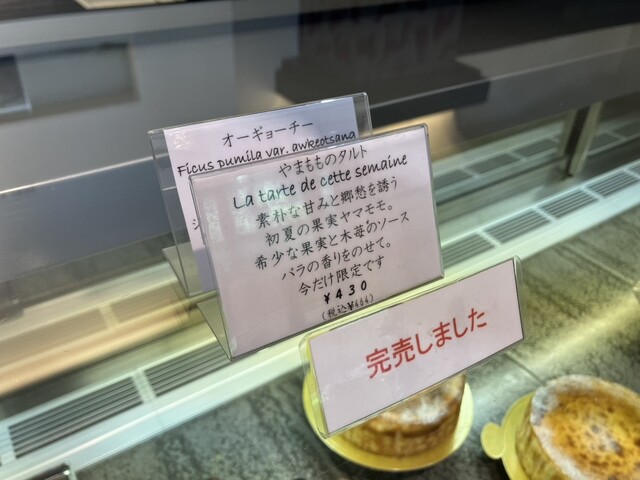 オーギョーチー
Ficus pumila var. awkeotsang
やまもものタルト
La tarte de cette semaine
素朴な甘みと郷愁を誘う
初夏の果実ヤマモモ。
希少な果実と木苺のソース
バラの香りをのせて。
今だけ限定です
¥430
(税込¥464)
完売しました